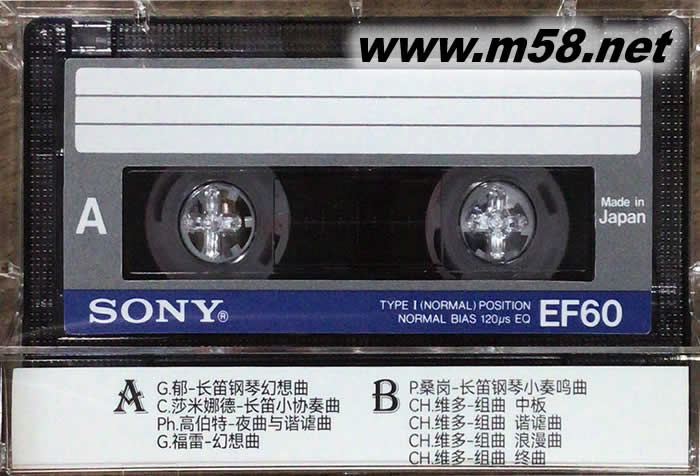 www.m58.net
A
Made in
Japan
SONY®
TYPE I (NORMAL) POSITION
NORMAL BIAS 120μs EQ
EF60
A
G.郁-长笛钢琴幻想曲
C.莎米娜德-长笛小协奏曲
Ph.高伯特-夜曲与谐谑曲
G.福雷-幻想曲
B
P.桑岗-长笛钢琴小奏鸣曲
CH.维多-组曲 中板
CH.维多-组曲 谐谑曲
CH.维多-组曲 浪漫曲
CH.维多-组曲 终曲